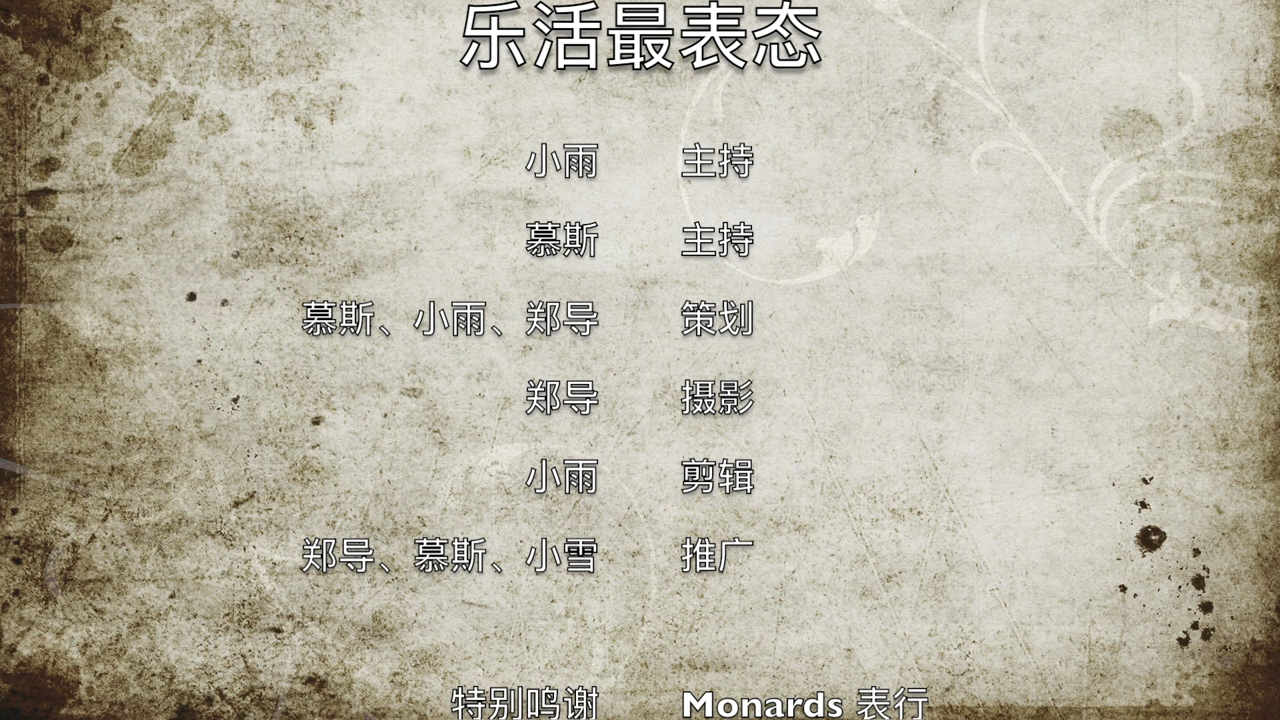 乐活最表态
小雨 主持
慕斯 主持
慕斯、小雨、郑导 策划
郑导 摄影
小雨 剪辑
郑导、慕斯、小雪 推广
特别鸣谢 Monards 表行